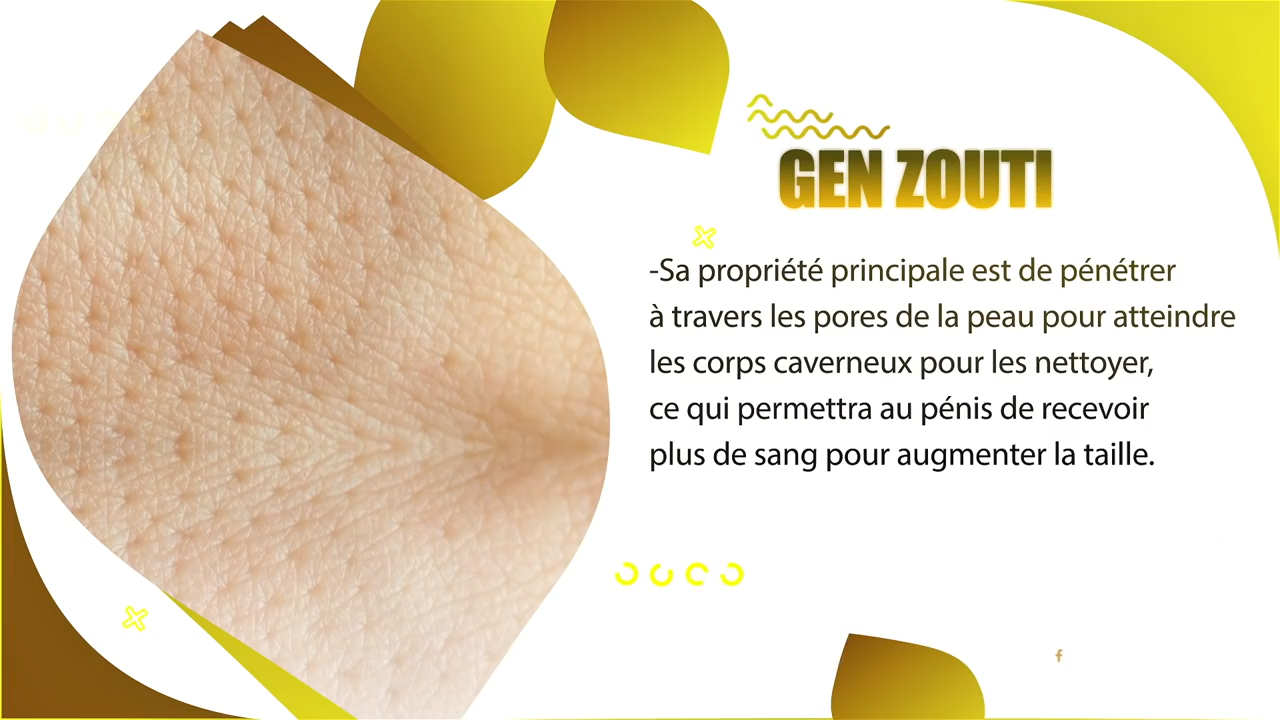 GEN ZOUTI
-Sa propriété principale est de pénétrer
à travers les pores de la peau pour atteindre
les corps caverneux pour les nettoyer,
ce qui permettra au pénis de recevoir
plus de sang pour augmenter la taille.